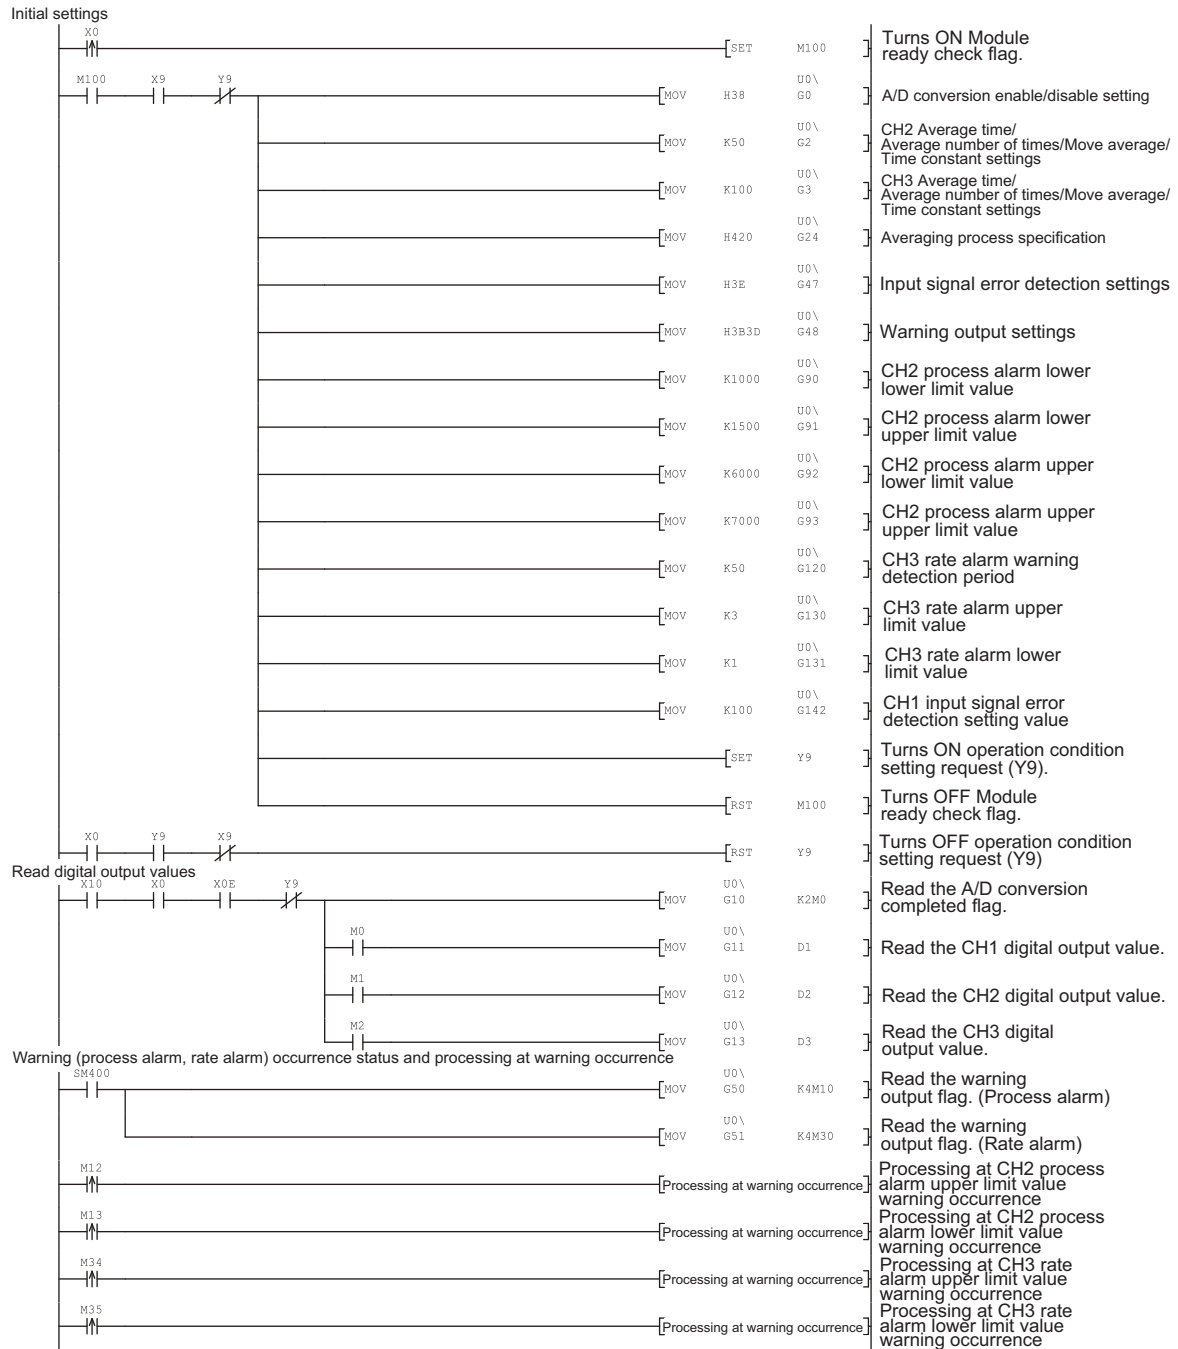 Initial settings
X0
SET M100
Turns ON Module
ready check flag.
M100 X9 Y9
U0\
MOV H38 G0
A/D conversion enable/disable setting
U0\
MOV K50 G2
CH2 Average time/
Average number of times/Move average/
Time constant settings
U0\
MOV K100 G3
CH3 Average time/
Average number of times/Move average/
Time constant settings
U0\
MOV H420 G24
Averaging process specification
U0\
MOV H3E G47
Input signal error detection settings
U0\
MOV H3B3D G48
Warning output settings
U0\
MOV K1000 G90
CH2 process alarm lower
lower limit value
U0\
MOV K1500 G91
CH2 process alarm lower
upper limit value
U0\
MOV K6000 G92
CH2 process alarm upper
lower limit value
U0\
MOV K7000 G93
CH2 process alarm upper
upper limit value
U0\
MOV K50 G120
CH3 rate alarm warning
detection period
U0\
MOV K3 G130
CH3 rate alarm upper
limit value
U0\
MOV K1 G131
CH3 rate alarm lower
limit value
U0\
MOV K100 G142
CH1 input signal error
detection setting value
SET Y9
Turns ON operation condition
setting request (Y9).
RST M100
Turns OFF Module
ready check flag.
X0 Y9 X9
RST Y9
Turns OFF operation condition
setting request (Y9)
Read digital output values
X10 X0 X0E Y9
U0\
MOV G10 K2M0
Read the A/D conversion
completed flag.
M0
U0\
MOV G11 D1
Read the CH1 digital output value.
M1
U0\
MOV G12 D2
Read the CH2 digital output value.
M2
U0\
MOV G13 D3
Read the CH3 digital
output value.
Warning (process alarm, rate alarm) occurrence status and processing at warning occurrence
SM400
U0\
MOV G50 K4M10
Read the warning
output flag. (Process alarm)
U0\
MOV G51 K4M30
Read the warning
output flag. (Rate alarm)
M12
Processing at warning occurrence
Processing at CH2 process
alarm upper limit value
warning occurrence
M13
Processing at warning occurrence
Processing at CH2 process
alarm lower limit value
warning occurrence
M34
Processing at warning occurrence
Processing at CH3 rate
alarm upper limit value
warning occurrence
M35
Processing at warning occurrence
Processing at CH3 rate
alarm lower limit value
warning occurrence